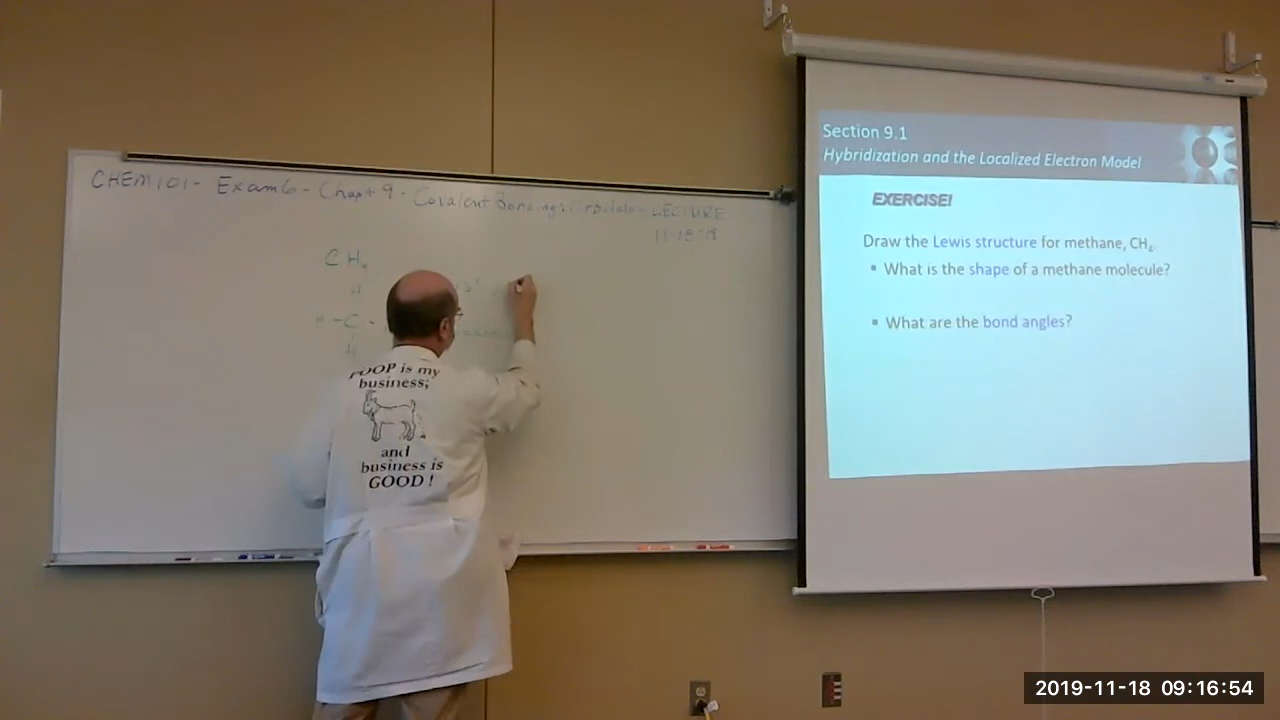 CHEM101 - Exam 6 - Chapt 9 - Covalent Bonding: Orbitals - LECTURE
11-18-19
CH₄
H
H - C -
H
POOP is my
business;
and
business is
GOOD!
Section 9.1
Hybridization and the Localized Electron Model
EXERCISE!
Draw the Lewis structure for methane, CH₄.
• What is the shape of a methane molecule?
• What are the bond angles?
2019-11-18 09:16:54